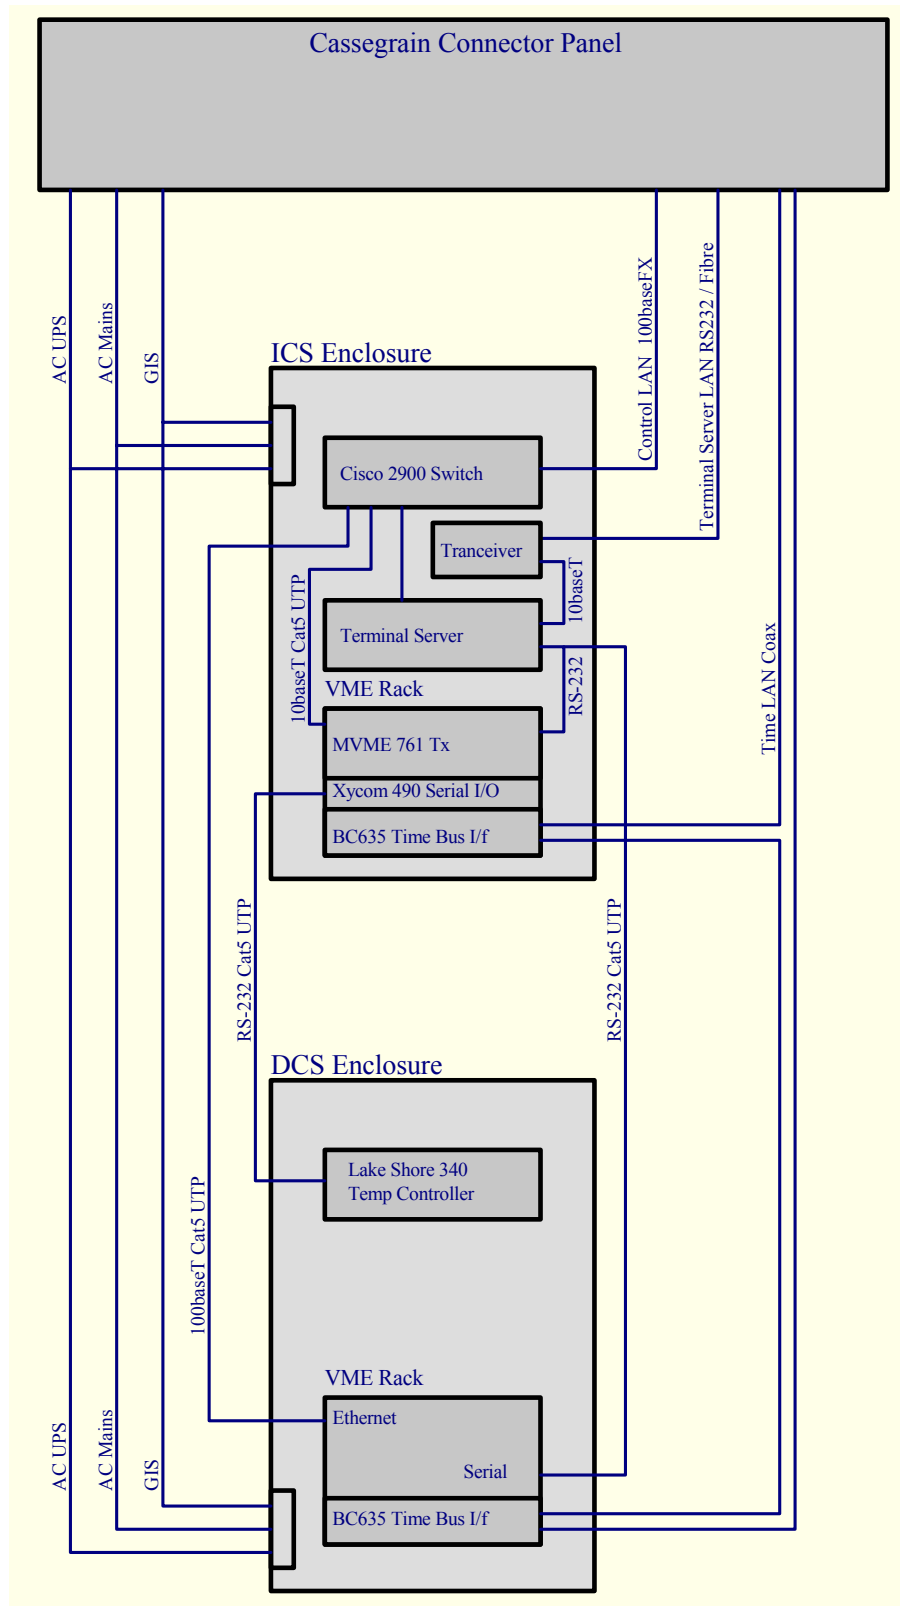 Cassegrain Connector Panel
AC UPS
AC Mains
GIS
Control LAN 100baseFX
Terminal Server LAN RS232 / Fibre
ICS Enclosure
Cisco 2900 Switch
Tranceiver
10baseT
10baseT Cat5 UTP
Terminal Server
RS-232
Time LAN Coax
VME Rack
MVME 761 Tx
Xycom 490 Serial I/O
BC635 Time Bus I/f
RS-232 Cat5 UTP
RS-232 Cat5 UTP
DCS Enclosure
Lake Shore 340
Temp Controller
100baseT Cat5 UTP
VME Rack
Ethernet
Serial
BC635 Time Bus I/f
AC UPS
AC Mains
GIS